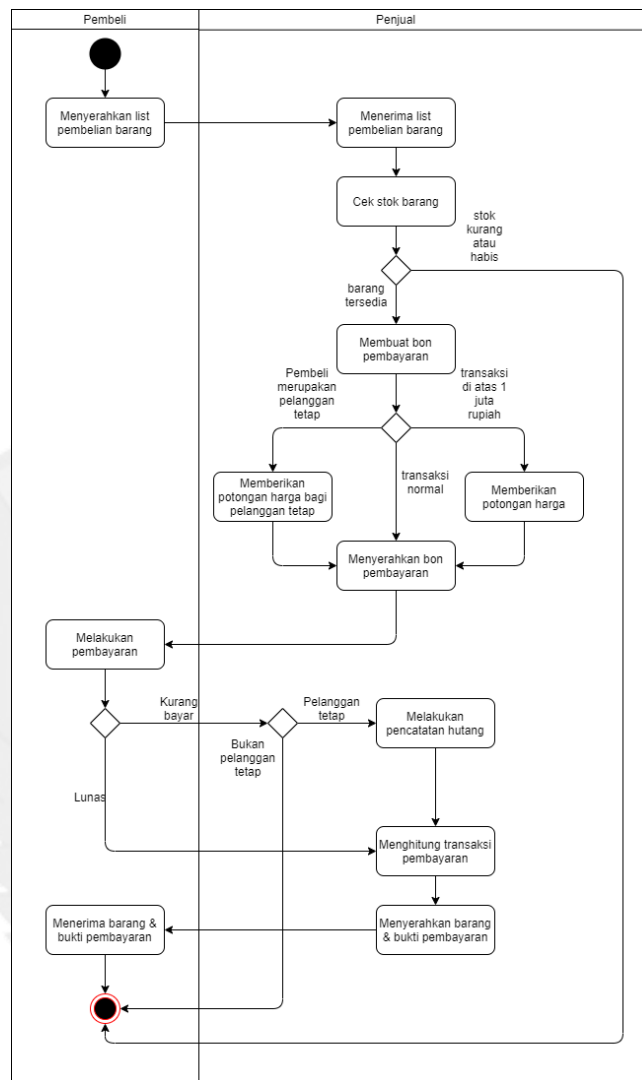 Pembeli
Penjual
Menyerahkan list
pembelian barang
Menerima list
pembelian barang
Cek stok barang
stok
kurang
atau
habis
barang
tersedia
Membuat bon
pembayaran
Pembeli
merupakan
pelanggan
tetap
transaksi
di atas 1
juta
rupiah
Memberikan
potongan harga bagi
pelanggan tetap
transaksi
normal
Memberikan
potongan harga
Menyerahkan bon
pembayaran
Melakukan
pembayaran
Kurang
bayar
Pelanggan
tetap
Melakukan
pencatatan hutang
Bukan
pelanggan
tetap
Lunas
Menghitung transaksi
pembayaran
Menerima barang &
bukti pembayaran
Menyerahkan barang
& bukti pembayaran